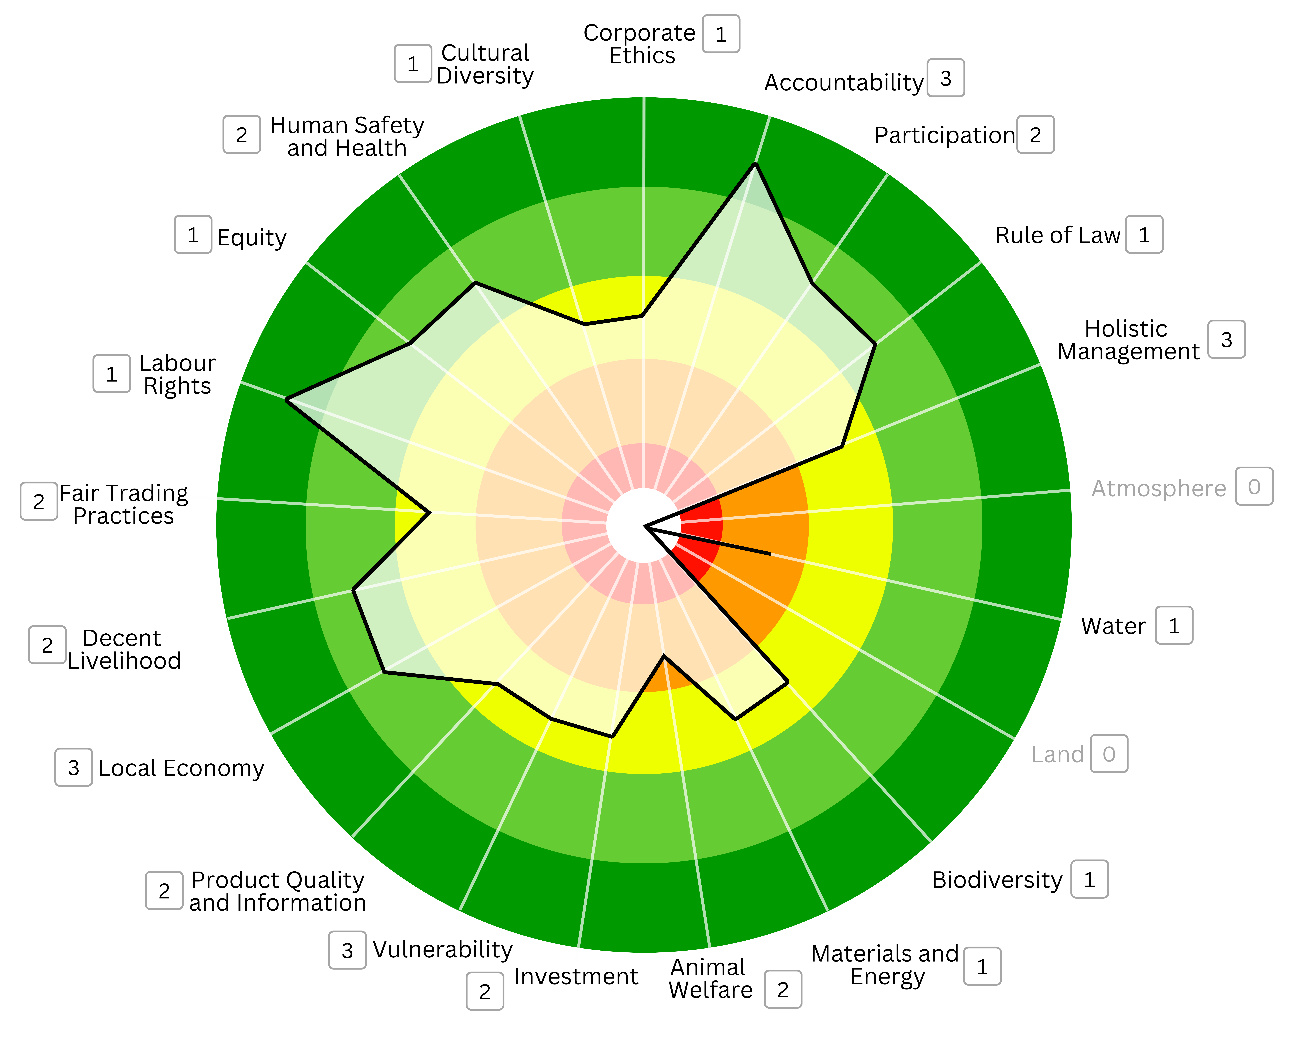 Corporate
Ethics
1
Accountability
3
Participation
2
Rule of Law
1
Holistic
Management
3
Atmosphere
0
Water
1
Land
0
Biodiversity
1
Materials and
Energy
1
Animal
Welfare
2
Investment
2
Vulnerability
3
Product Quality
and Information
2
Local Economy
3
Decent
Livelihood
2
Fair Trading
Practices
2
Labour
Rights
1
Equity
1
Human Safety
and Health
2
Cultural
Diversity
1